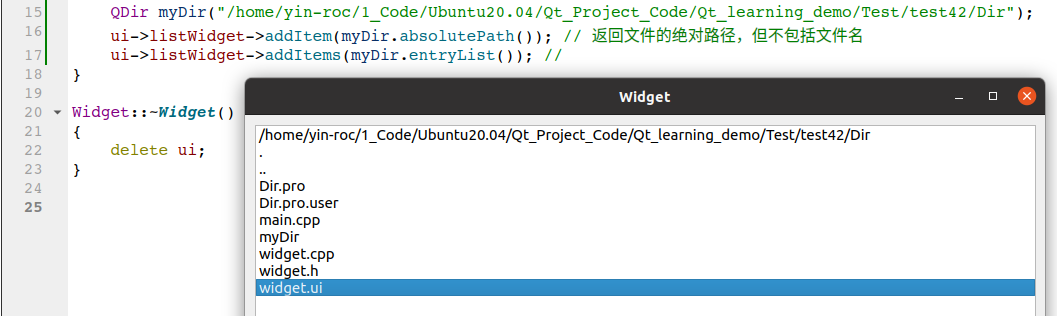 15 QDir myDir("/home/yin-roc/1_Code/Ubuntu20.04/Qt_Project_Code/Qt_learning_demo/Test/test42/Dir");
16 ui->listWidget->addItem(myDir.absolutePath()); // 返回文件的绝对路径，但不包括文件名
17 ui->listWidget->addItems(myDir.entryList()); //
18 }
19
20 Widget::~Widget()
21 {
22 delete ui;
23 }
24
25
Widget
/home/yin-roc/1_Code/Ubuntu20.04/Qt_Project_Code/Qt_learning_demo/Test/test42/Dir
.
..
Dir.pro
Dir.pro.user
main.cpp
myDir
widget.cpp
widget.h
widget.ui